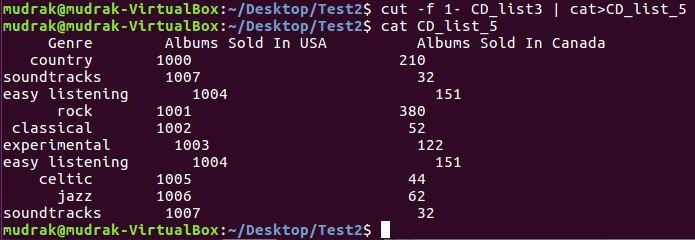 mudrak@mudrak-VirtualBox:~/Desktop/Test2$ cut -f 1- CD_list3 | cat>CD_list_5
mudrak@mudrak-VirtualBox:~/Desktop/Test2$ cat CD_list_5
Genre Albums Sold In USA Albums Sold In Canada
country 1000 210
soundtracks 1007 32
easy listening 1004 151
rock 1001 380
classical 1002 52
experimental 1003 122
easy listening 1004 151
celtic 1005 44
jazz 1006 62
soundtracks 1007 32
mudrak@mudrak-VirtualBox:~/Desktop/Test2$